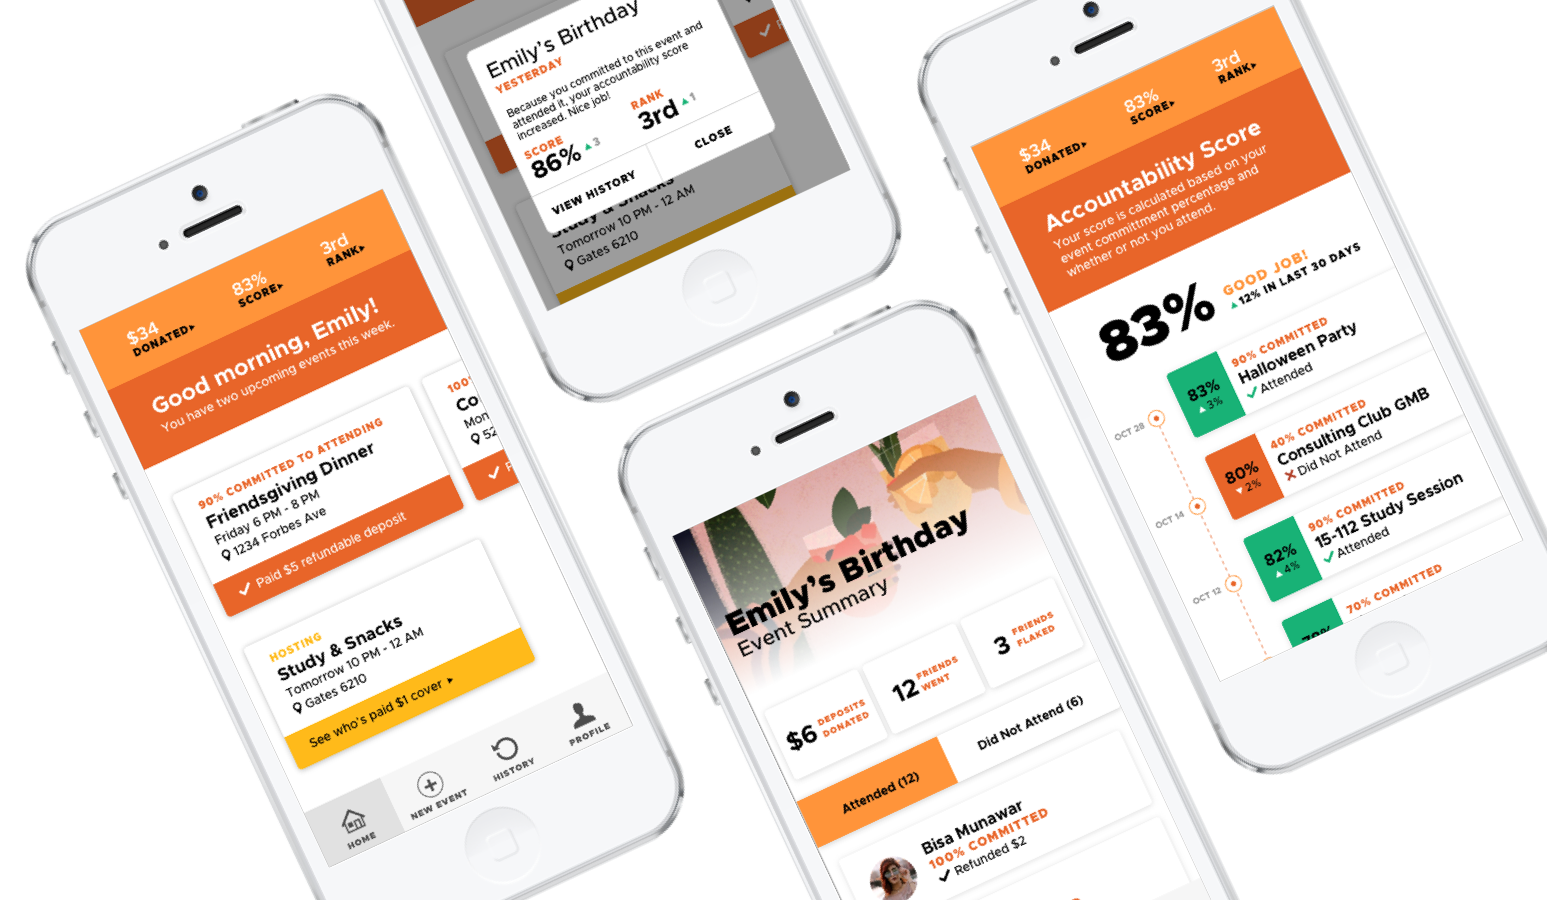 $34
DONATED▸
83%
SCORE▸
3rd
RANK▸
Good morning, Emily!
You have two upcoming events this week.
90% COMMITTED TO ATTENDING
Friendsgiving Dinner
Friday 6 PM - 8 PM
1234 Forbes Ave
✓ Paid $5 refundable deposit
100
Co
Mon
52
✓
HOSTING
Study & Snacks
Tomorrow 10 PM - 12 AM
Gates 6210
See who's paid $1 cover ▸
HOME
NEW EVENT
HISTORY
PROFILE
Emily's Birthday
YESTERDAY
Because you committed to this event and
attended it, your accountability score
increased. Nice job!
SCORE
86% ▲3
RANK
3rd ▲1
VIEW HISTORY
CLOSE
Study & Snacks
Tomorrow 10 PM - 12 AM
Gates 6210
Emily's Birthday
Event Summary
$6 DEPOSITS
DONATED
12 FRIENDS
WENT
3 FRIENDS
FLAKED
Attended (12)
Did Not Attend (6)
Bisa Munawar
100% COMMITTED
✓ Refunded $2
$34
DONATED▸
83%
SCORE▸
3rd
RANK▸
Accountability Score
Your score is calculated based on your
event committment percentage and
whether or not you attend.
83%
GOOD JOB!
▲12% IN LAST 30 DAYS
OCT 28
83%
▲3%
90% COMMITTED
Halloween Party
✓ Attended
OCT 14
80%
▼2%
40% COMMITTED
Consulting Club GMB
✕ Did Not Attend
OCT 12
82%
▲4%
90% COMMITTED
15-112 Study Session
✓ Attended
70% COMMITTED